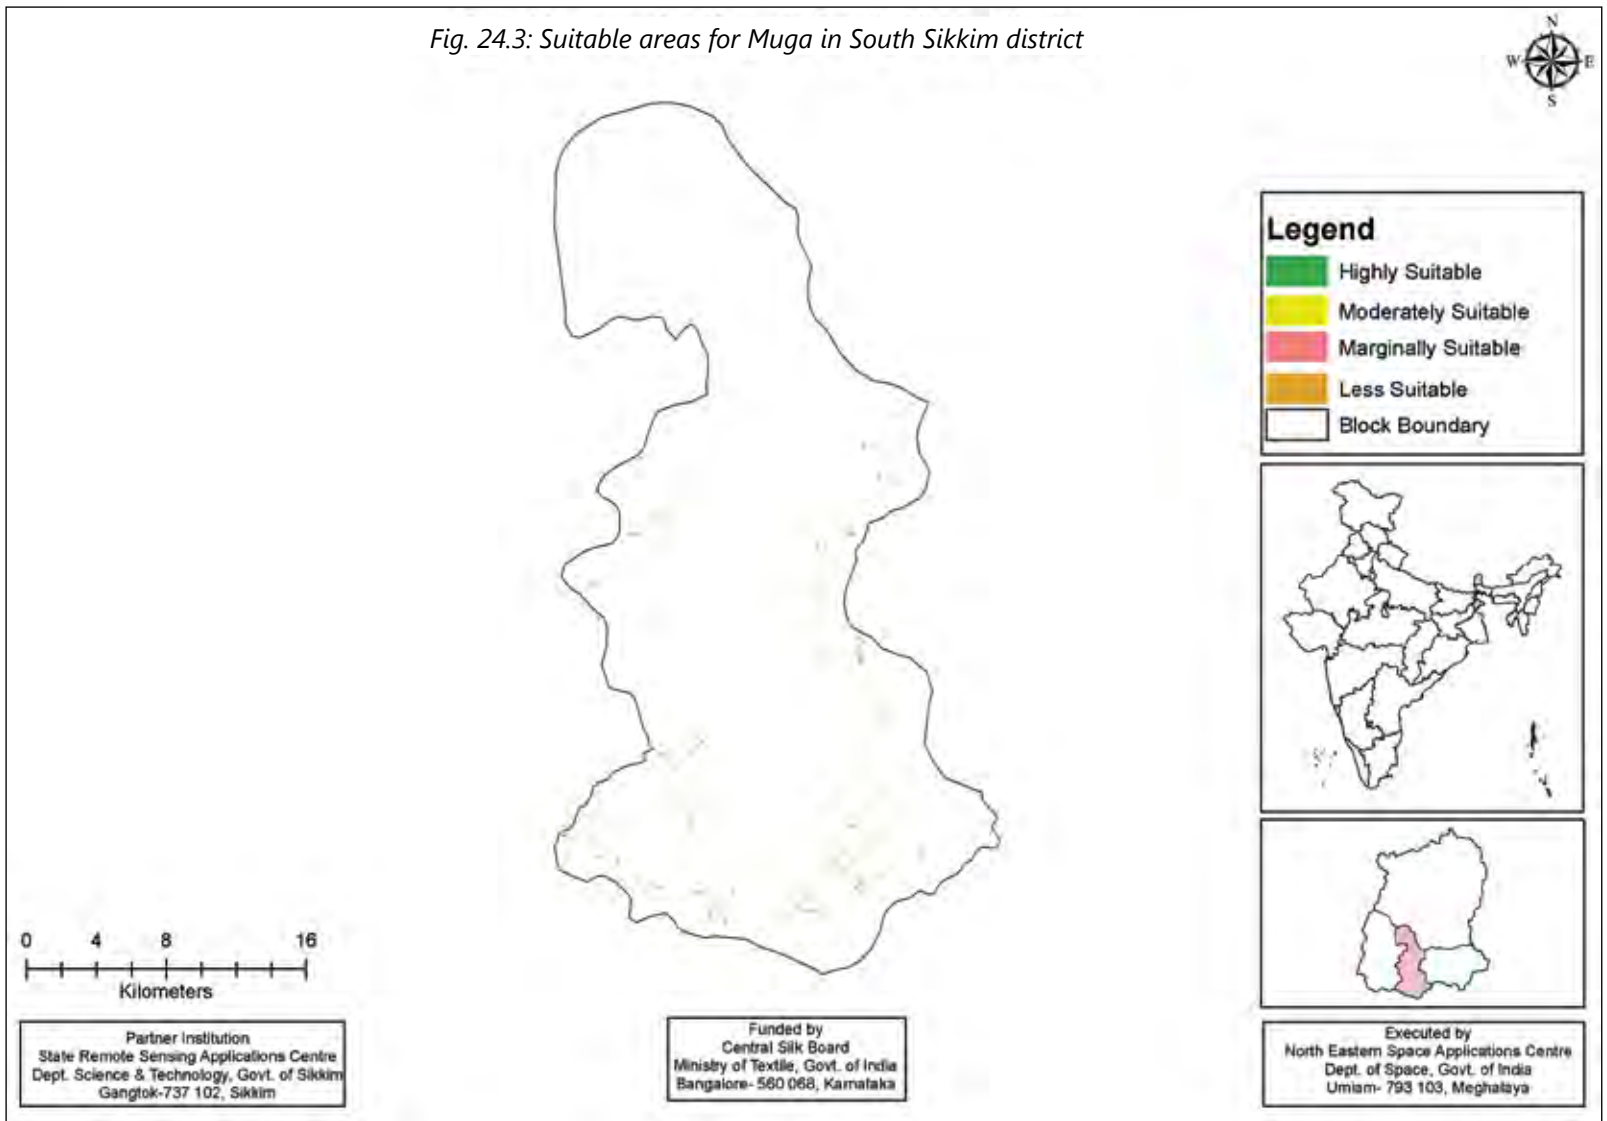 Fig. 24.3: Suitable areas for Muga in South Sikkim district
N
W
E
S
Legend
Highly Suitable
Moderately Suitable
Marginally Suitable
Less Suitable
Block Boundary
0 4 8 16
Kilometers
Partner Institution
State Remote Sensing Applications Centre
Dept. Science & Technology, Govt. of Sikkim
Gangtok-737 102, Sikkim
Funded by
Central Silk Board
Ministry of Textile, Govt. of India
Bangalore- 560 068, Karnataka
Executed by
North Eastern Space Applications Centre
Dept. of Space, Govt. of India
Umiam- 793 103, Meghalaya